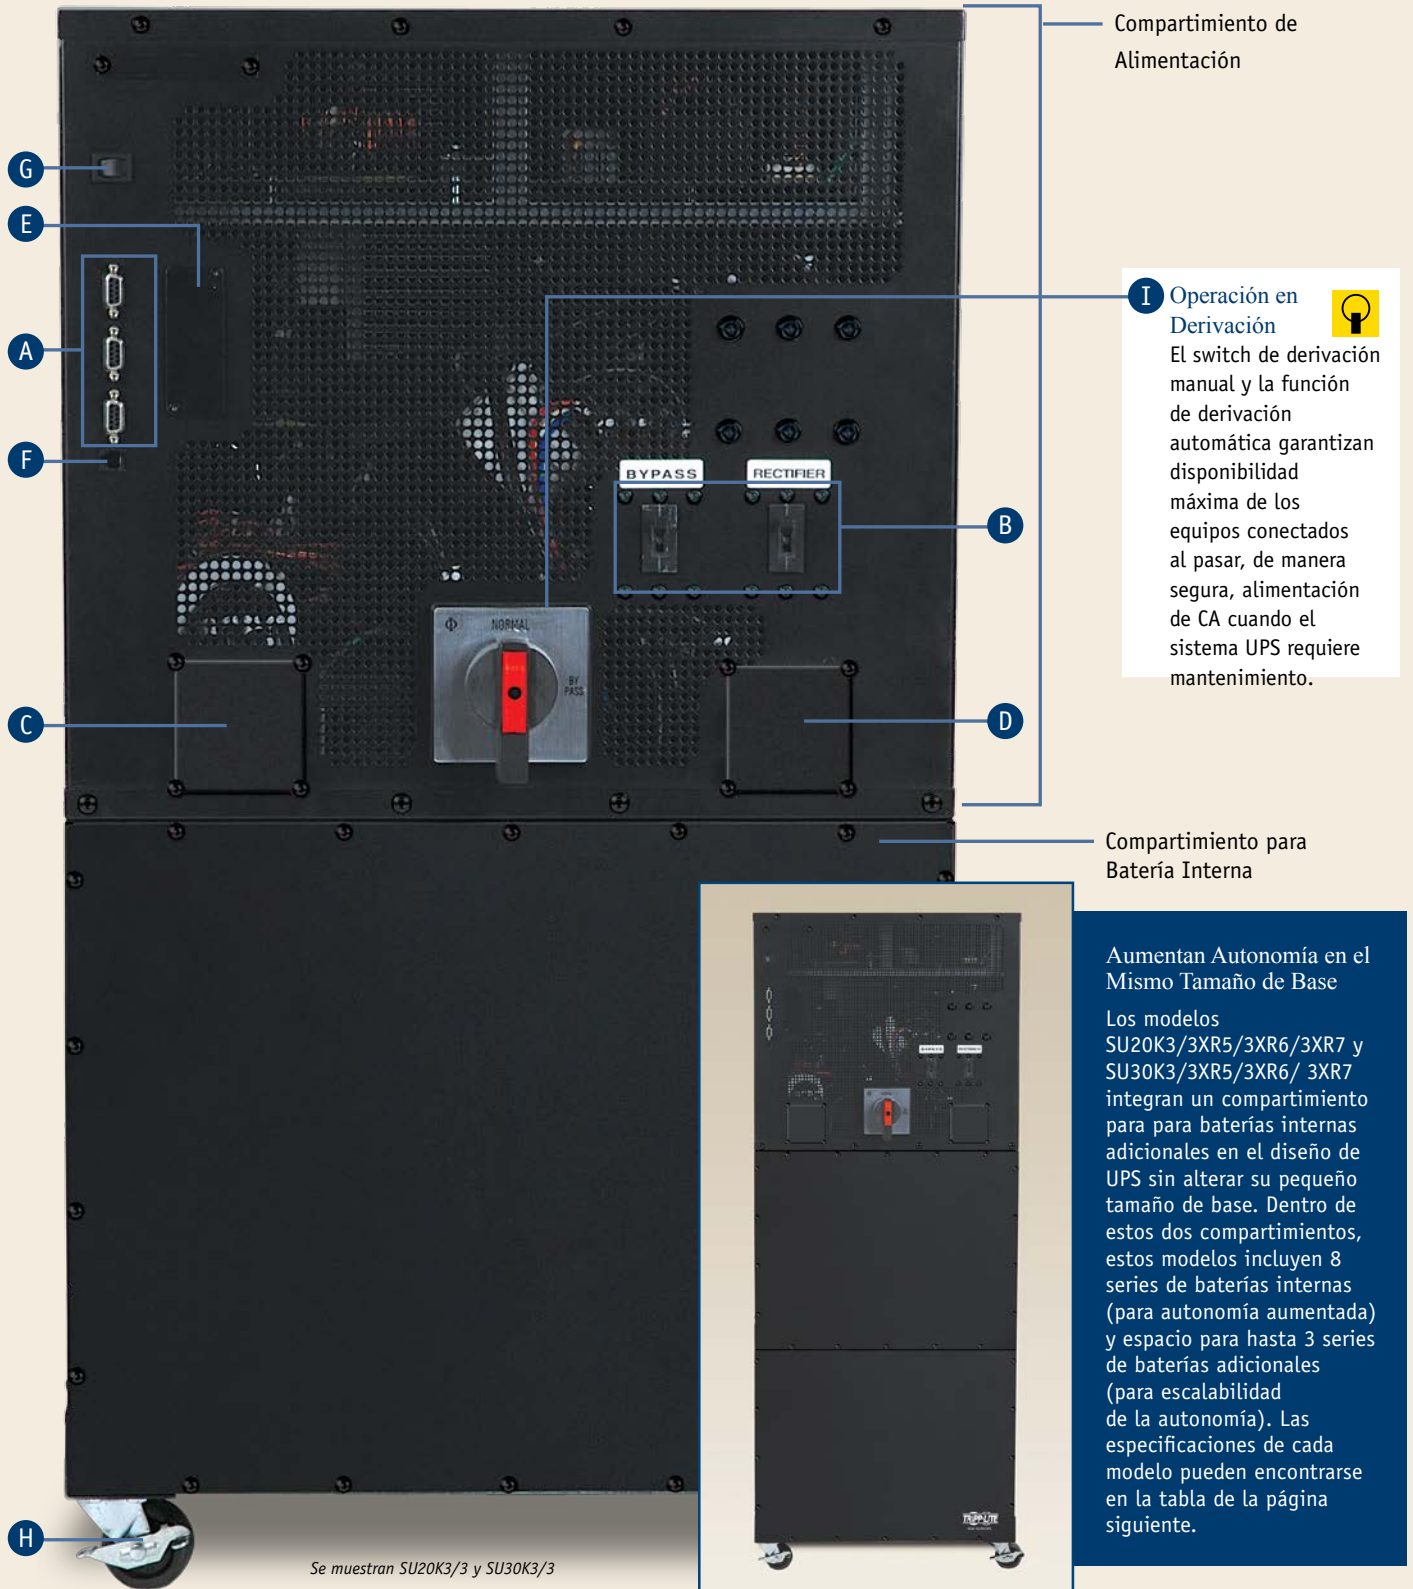 Compartimiento de
Alimentación
G
E
A
F
I
Operación en
Derivación
El switch de derivación
manual y la función
de derivación
automática garantizan
disponibilidad
máxima de los
equipos conectados
al pasar, de manera
segura, alimentación
de CA cuando el
sistema UPS requiere
mantenimiento.
BYPASS
RECTIFIER
B
NORMAL
BY
PASS
C
D
Compartimiento para
Batería Interna
BYPASS
RECTIFIER
Aumentan Autonomía en el
Mismo Tamaño de Base
Los modelos
SU20K3/3XR5/3XR6/3XR7 y
SU30K3/3XR5/3XR6/ 3XR7
integran un compartimiento
para para baterías internas
adicionales en el diseño de
UPS sin alterar su pequeño
tamaño de base. Dentro de
estos dos compartimientos,
estos modelos incluyen 8
series de baterías internas
(para autonomía aumentada)
y espacio para hasta 3 series
de baterías adicionales
(para escalabilidad
de la autonomía). Las
especificaciones de cada
modelo pueden encontrarse
en la tabla de la página
siguiente.
TRIPP-LITE
H
Se muestran SU20K3/3 y SU30K3/3